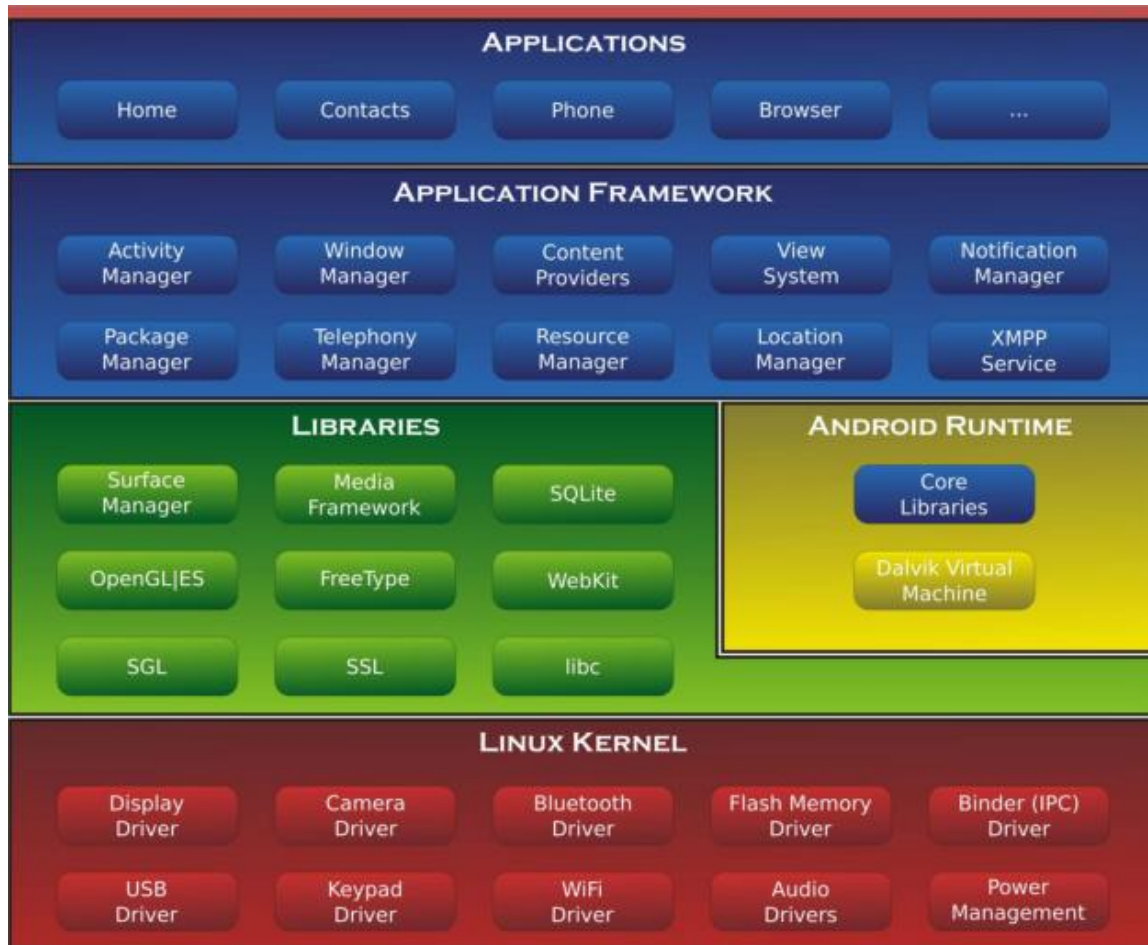 APPLICATIONS
Home
Contacts
Phone
Browser
...
APPLICATION FRAMEWORK
Activity
Manager
Window
Manager
Content
Providers
View
System
Notification
Manager
Package
Manager
Telephony
Manager
Resource
Manager
Location
Manager
XMPP
Service
LIBRARIES
Surface
Manager
Media
Framework
SQLite
OpenGL|ES
FreeType
WebKit
SGL
SSL
libc
ANDROID RUNTIME
Core
Libraries
Dalvik Virtual
Machine
LINUX KERNEL
Display
Driver
Camera
Driver
Bluetooth
Driver
Flash Memory
Driver
Binder (IPC)
Driver
USB
Driver
Keypad
Driver
WiFi
Driver
Audio
Drivers
Power
Management